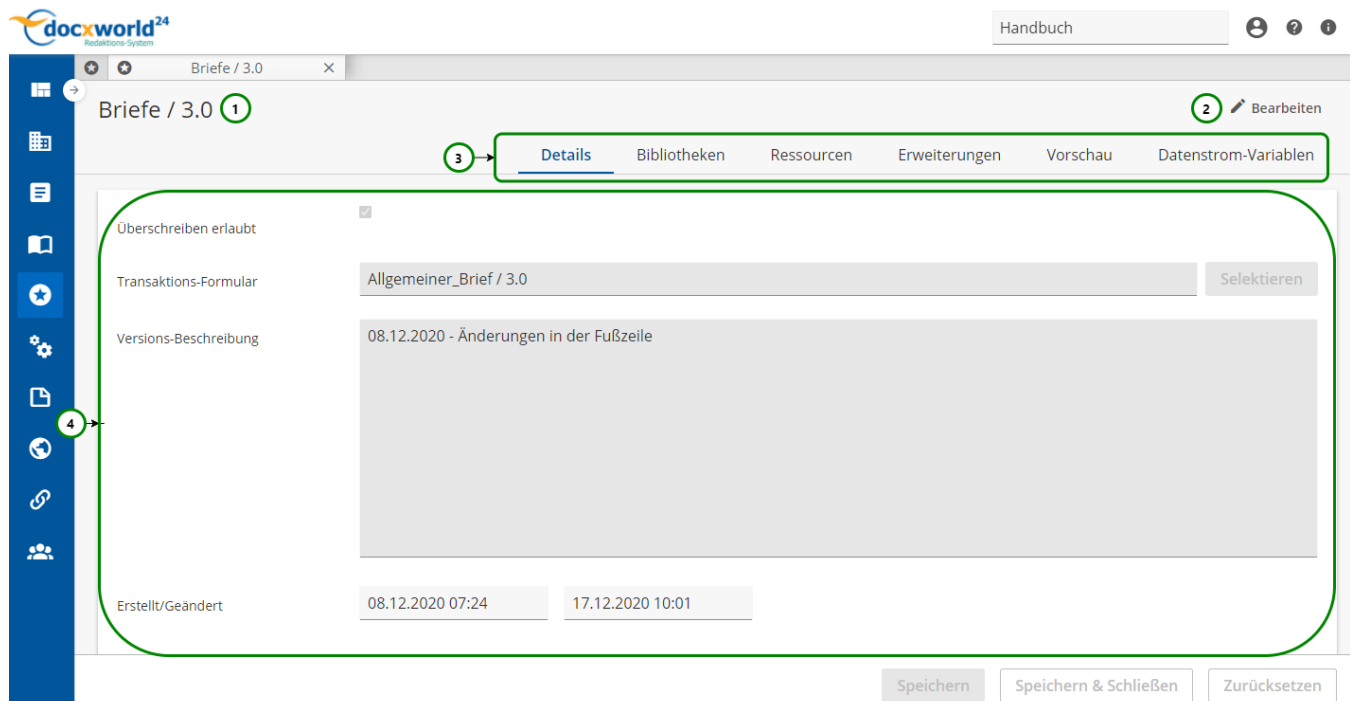 docxworld24
Redaktions-System
Handbuch
Briefe / 3.0
Briefe / 3.0 1
2 Bearbeiten
3 Details Bibliotheken Ressourcen Erweiterungen Vorschau Datenstrom-Variablen
Überschreiben erlaubt
Transaktions-Formular Allgemeiner_Brief / 3.0 Selektieren
Versions-Beschreibung 08.12.2020 - Änderungen in der Fußzeile
4
Erstellt/Geändert 08.12.2020 07:24 17.12.2020 10:01
Speichern Speichern & Schließen Zurücksetzen